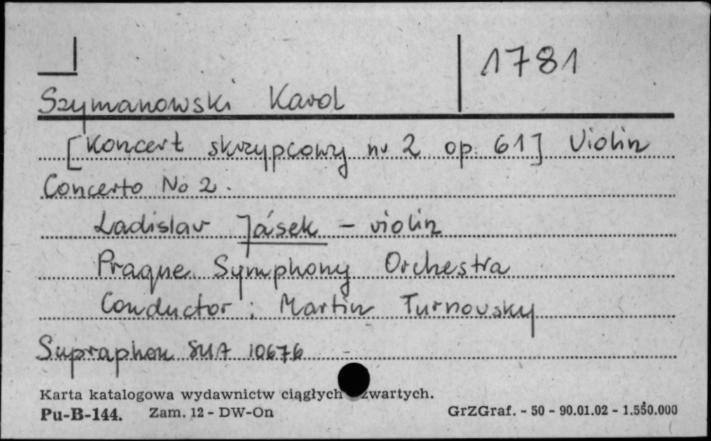 1781
Szymanowski Karol
[Koncert skrzypcowy nr 2 op. 61] Violin
Concerto No 2.
Ladislav Jásek - violin
Prague Symphony Orchestra
Conductor: Martin Turnovsky
Supraphon SUA 10676
Karta katalogowa wydawnictw ciągłych zwartych.
Pu-B-144. Zam. 12 - DW-On GrZGraf. - 50 - 90.01.02 - 1.550.000